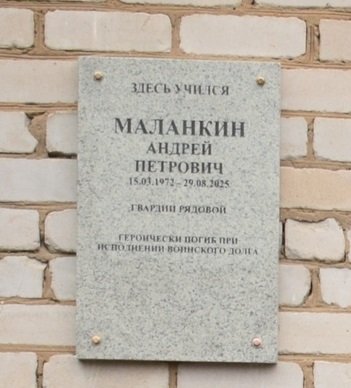 ЗДЕСЬ УЧИЛСЯ
МАЛАНКИН
АНДРЕЙ
ПЕТРОВИЧ
15.03.1972 - 29.08.2025
ГВАРДИИ РЯДОВОЙ
ГЕРОИЧЕСКИ ПОГИБ ПРИ
ИСПОЛНЕНИИ ВОИНСКОГО ДОЛГА